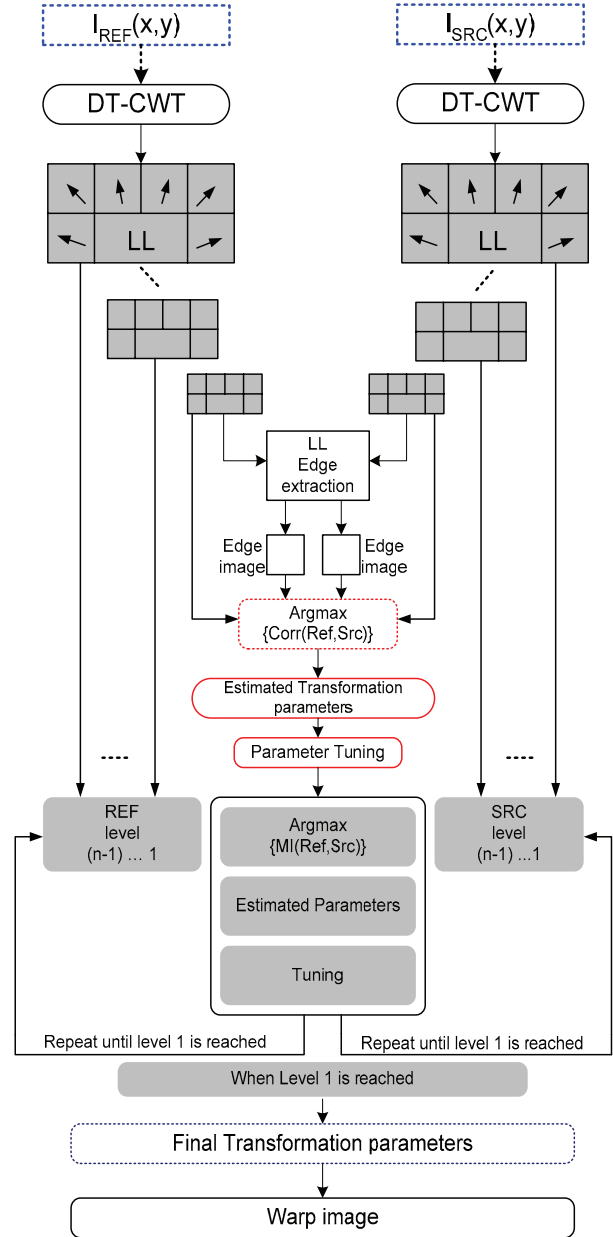 I_REF(x,y)
I_SRC(x,y)
DT-CWT
DT-CWT
LL
LL
LL
Edge
extraction
Edge
image
Edge
image
Argmax
{Corr(Ref,Src)}
Estimated Transformation
parameters
Parameter Tuning
REF
level
(n-1) ... 1
SRC
level
(n-1) ...1
Argmax
{MI(Ref,Src)}
Estimated Parameters
Tuning
Repeat until level 1 is reached
Repeat until level 1 is reached
When Level 1 is reached
Final Transformation parameters
Warp image